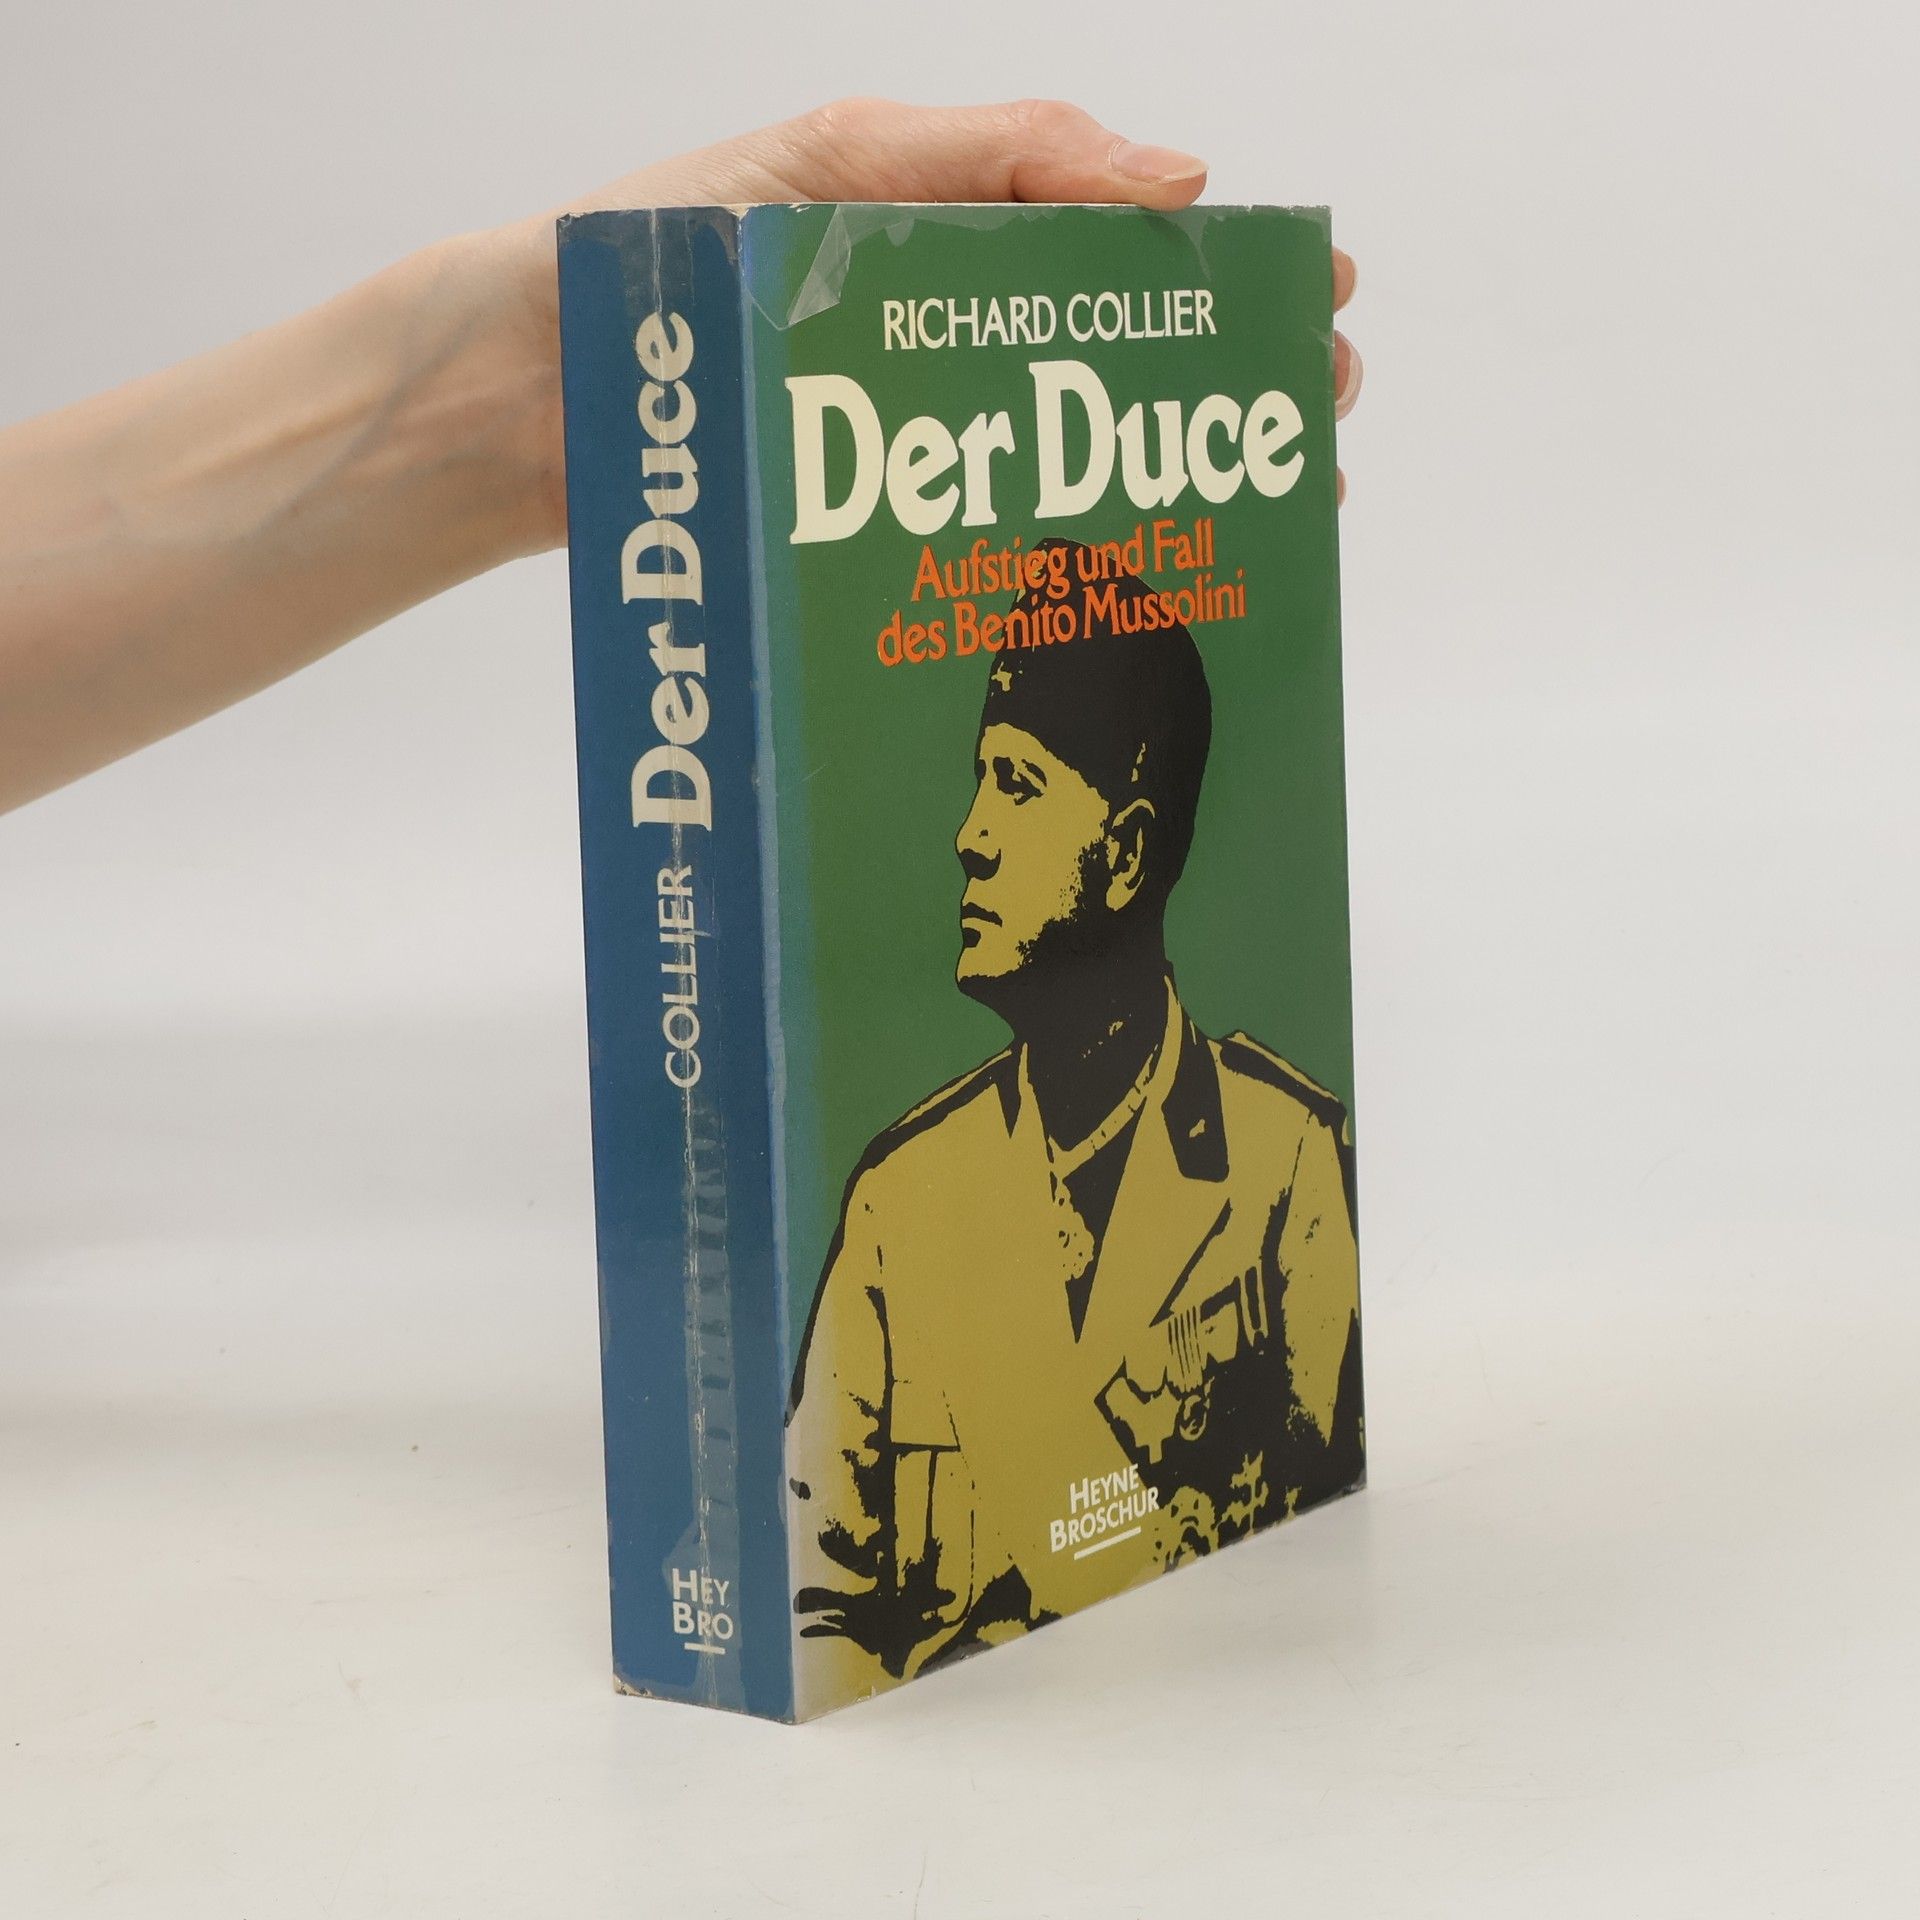 RICHARD COLLIER
Der Duce
Aufstieg und Fall
des Benito Mussolini
HEYNE
BROSCHUR
COLLIER Der Duce
HEY
BRO